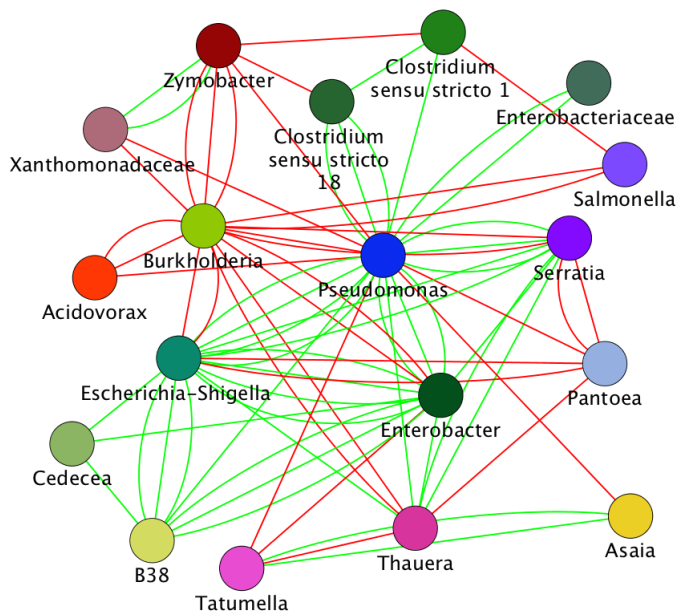 Zymobacter
Clostridium
sensu stricto 1
Enterobacteriaceae
Clostridium
sensu stricto
18
Xanthomonadaceae
Salmonella
Burkholderia
Serratia
Pseudomonas
Acidovorax
Escherichia-Shigella
Pantoea
Enterobacter
Cedecea
Asaia
Thauera
B38
Tatumella